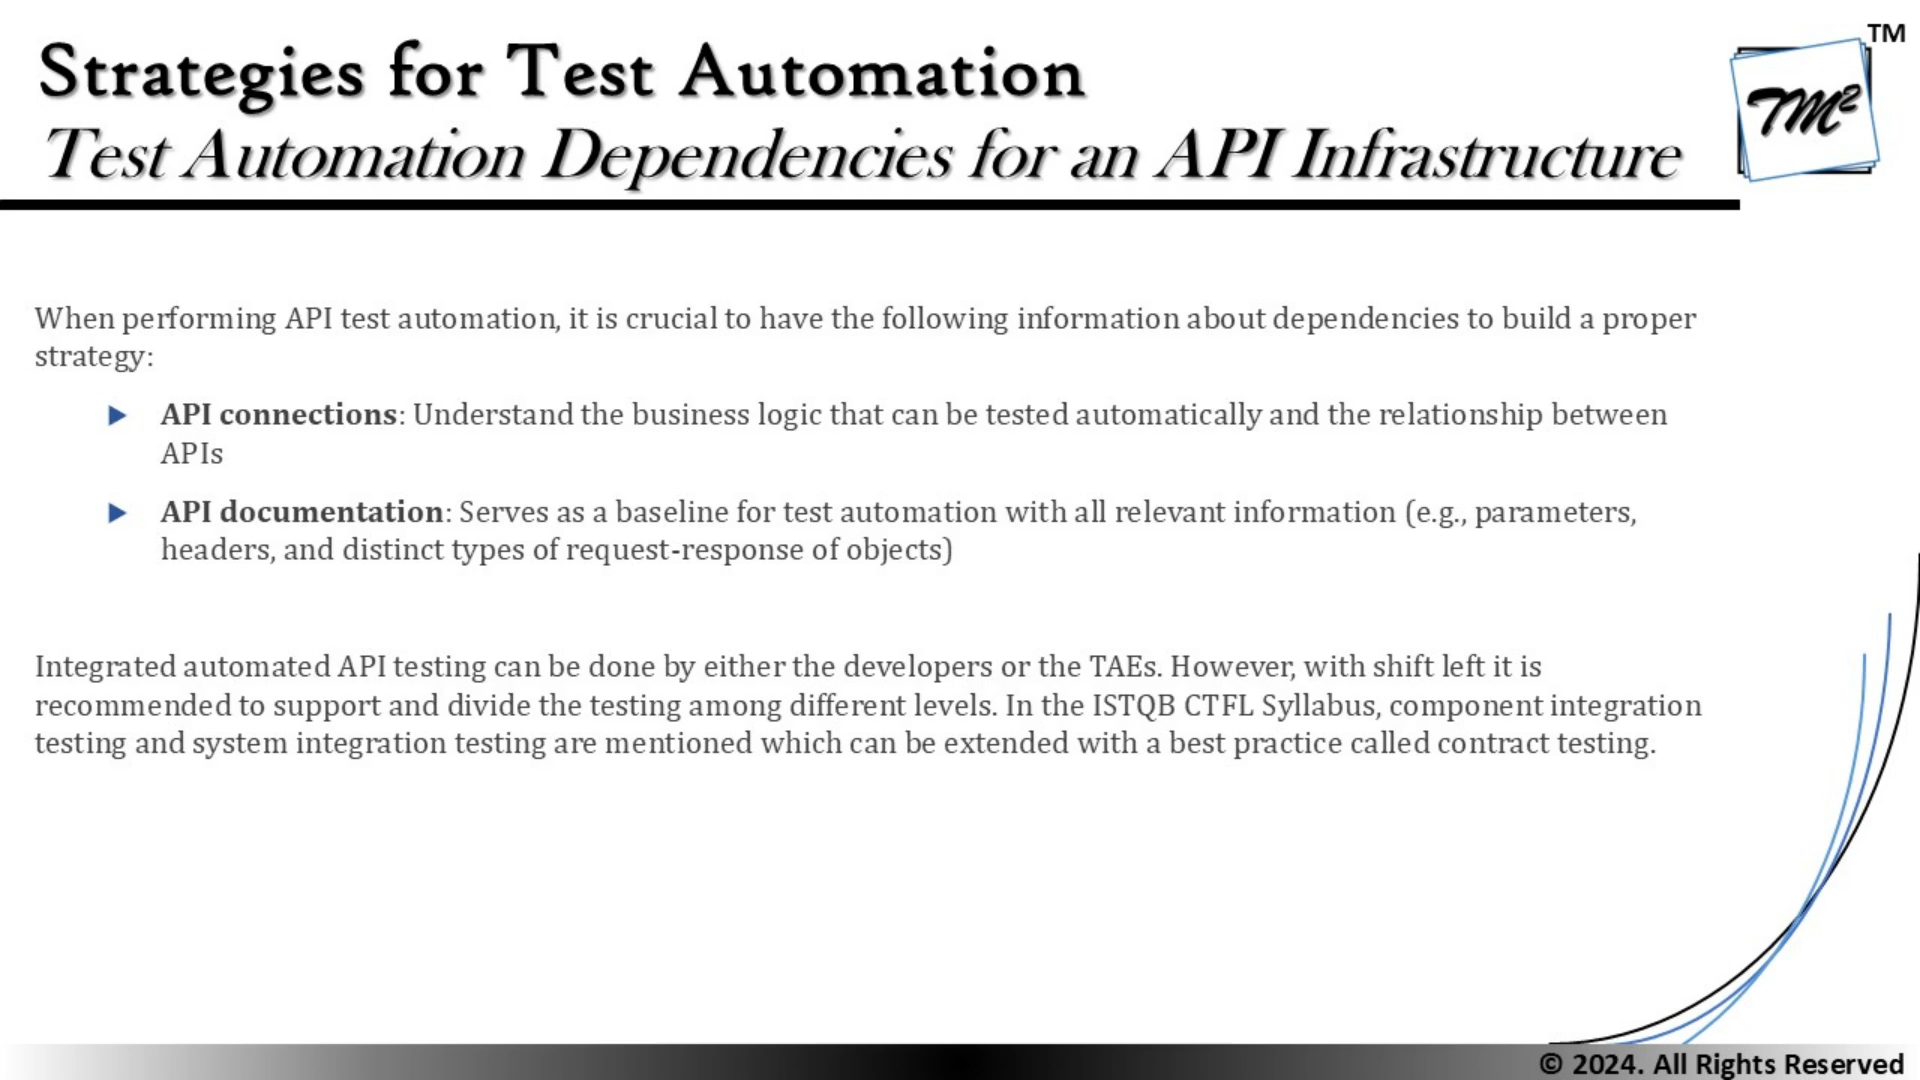 Strategies for Test Automation
Test Automation Dependencies for an API Infrastructure
TM
TM²
When performing API test automation, it is crucial to have the following information about dependencies to build a proper
strategy:
API connections: Understand the business logic that can be tested automatically and the relationship between
APIs
API documentation: Serves as a baseline for test automation with all relevant information (e.g., parameters,
headers, and distinct types of request-response of objects)
Integrated automated API testing can be done by either the developers or the TAEs. However, with shift left it is
recommended to support and divide the testing among different levels. In the ISTQB CTFL Syllabus, component integration
testing and system integration testing are mentioned which can be extended with a best practice called contract testing.
© 2024. All Rights Reserved